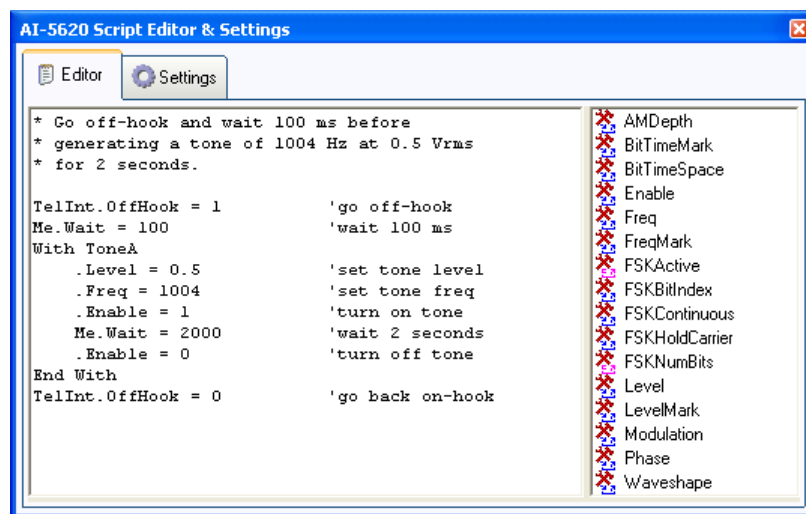 AI-5620 Script Editor & Settings
Editor
Settings
* Go off-hook and wait 100 ms before
* generating a tone of 1004 Hz at 0.5 Vrms
* for 2 seconds.
TelInt.OffHook = 1 'go off-hook
Me.Wait = 100 'wait 100 ms
With ToneA
.Level = 0.5 'set tone level
.Freq = 1004 'set tone freq
.Enable = 1 'turn on tone
Me.Wait = 2000 'wait 2 seconds
.Enable = 0 'turn off tone
End With
TelInt.OffHook = 0 'go back on-hook
AMDepth
BitTimeMark
BitTimeSpace
Enable
Freq
FreqMark
FSKActive
FSKBitIndex
FSKContinuous
FSKHoldCarrier
FSKNumBits
Level
LevelMark
Modulation
Phase
Waveshape